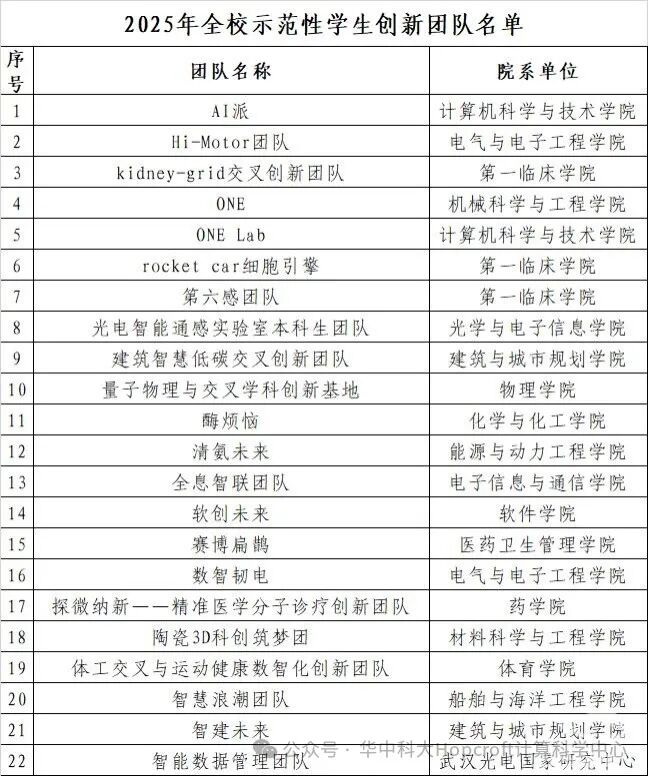 2025年全校示范性学生创新团队名单
序号 团队名称 院系单位
1 AI派 计算机科学与技术学院
2 Hi-Motor团队 电气与电子工程学院
3 kidney-grid交叉创新团队 第一临床学院
4 ONE 机械科学与工程学院
5 ONE Lab 计算机科学与技术学院
6 rocket car细胞引擎 第一临床学院
7 第六感团队 第一临床学院
8 光电智能通感实验室本科生团队 光学与电子信息学院
9 建筑智慧低碳交叉创新团队 建筑与城市规划学院
10 量子物理与交叉学科创新基地 物理学院
11 酶烦恼 化学与化工学院
12 清氨未来 能源与动力工程学院
13 全息智联团队 电子信息与通信学院
14 软创未来 软件学院
15 赛博扁鹊 医药卫生管理学院
16 数智韧电 电气与电子工程学院
17 探微纳新——精准医学分子诊疗创新团队 药学院
18 陶瓷3D科创筑梦团 材料科学与工程学院
19 体工交叉与运动健康数智化创新团队 体育学院
20 智慧浪潮团队 船舶与海洋工程学院
21 智建未来 建筑与城市规划学院
公众号·华中科大Hopcroft计算科学中心
22 智能数据管理团队 武汉光电国家研究中心